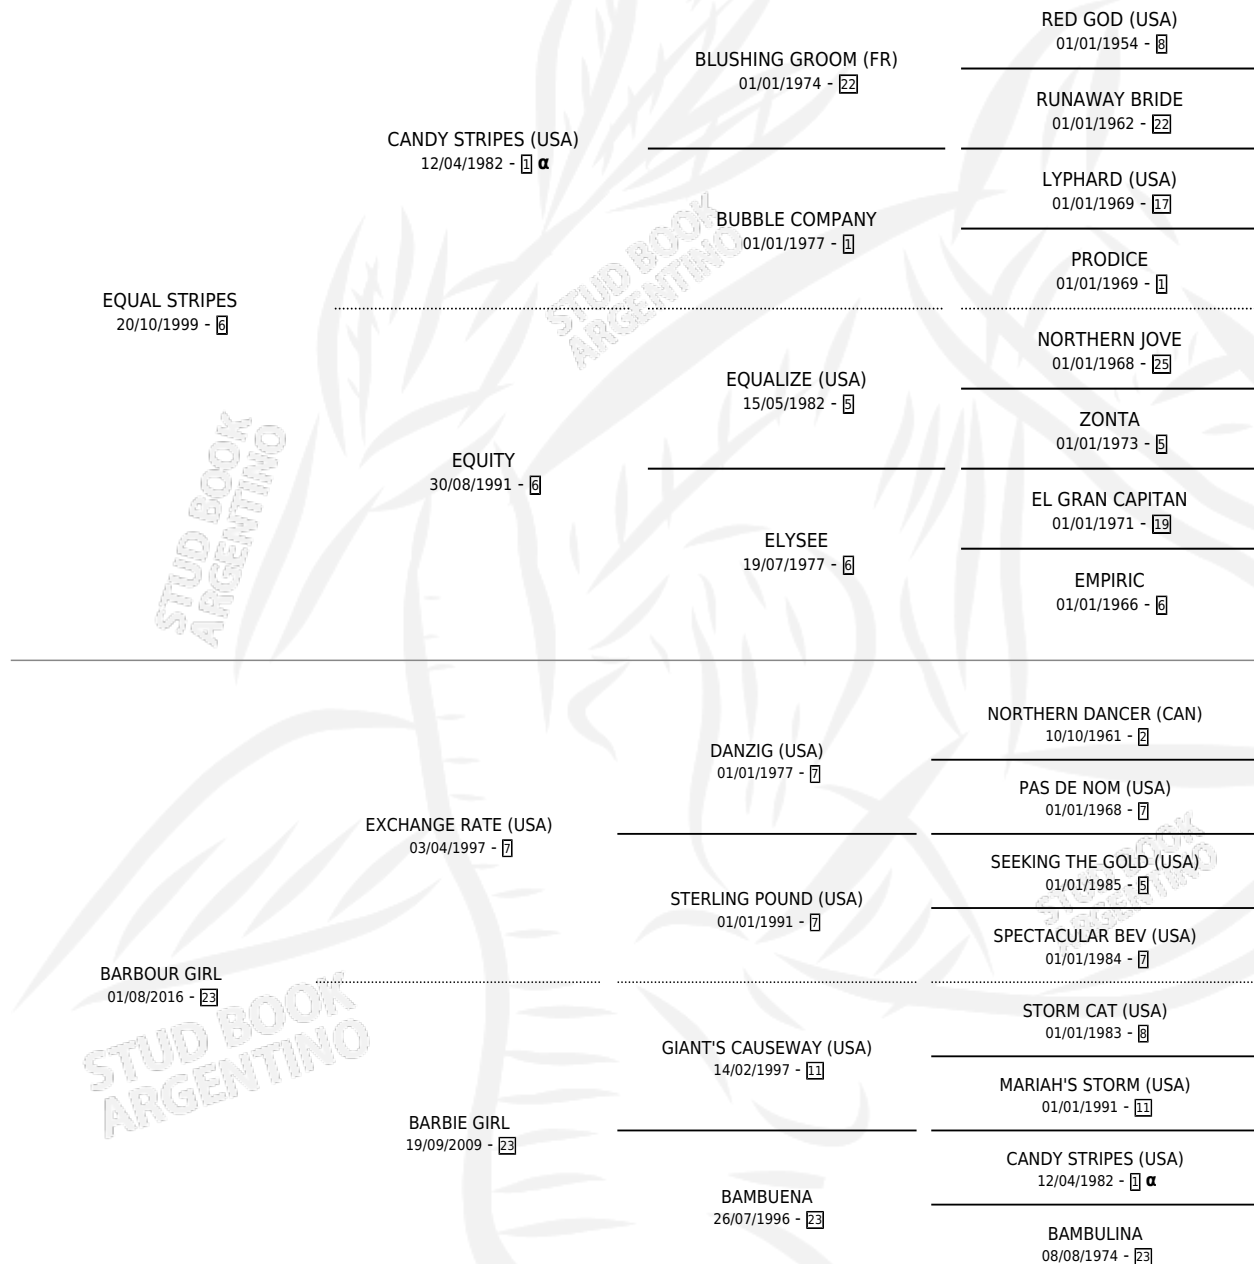 RED GOD (USA)
01/01/1954 - 8
BLUSHING GROOM (FR)
01/01/1974 - 22
RUNAWAY BRIDE
01/01/1962 - 22
CANDY STRIPES (USA)
12/04/1982 - 1 α
LYPHARD (USA)
01/01/1969 - 17
BUBBLE COMPANY
01/01/1977 - 1
PRODICE
01/01/1969 - 1
STUD BOOK
ARGENTINO
EQUAL STRIPES
20/10/1999 - 6
NORTHERN JOVE
01/01/1968 - 25
EQUALIZE (USA)
15/05/1982 - 5
ZONTA
01/01/1973 - 5
EQUITY
30/08/1991 - 6
EL GRAN CAPITAN
01/01/1971 - 19
ELYSEE
19/07/1977 - 6
EMPIRIC
01/01/1966 - 6
STUD BOOK
ARGENTINO
NORTHERN DANCER (CAN)
10/10/1961 - 2
DANZIG (USA)
01/01/1977 - 7
PAS DE NOM (USA)
01/01/1968 - 7
EXCHANGE RATE (USA)
03/04/1997 - 7
SEEKING THE GOLD (USA)
01/01/1985 - 5
STERLING POUND (USA)
01/01/1991 - 7
SPECTACULAR BEV (USA)
01/01/1984 - 7
STUD BOOK
ARGENTINO
BARBOUR GIRL
01/08/2016 - 23
STORM CAT (USA)
01/01/1983 - 8
GIANT'S CAUSEWAY (USA)
14/02/1997 - 11
MARIAH'S STORM (USA)
01/01/1991 - 11
BARBIE GIRL
19/09/2009 - 23
CANDY STRIPES (USA)
12/04/1982 - 1 α
BAMBUENA
26/07/1996 - 23
BAMBULINA
08/08/1974 - 23
STUD BOOK
ARGENTINO